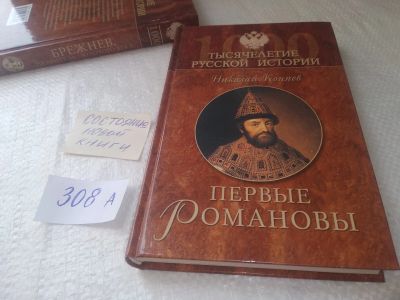 БРЕЖНЕВ
1000
ТЫСЯЧЕЛЕТИЕ
РУССКОЙ ИСТОРИИ
Николай Коняев
ПЕРВЫЕ
РОМАНОВЫ
СОСТОЯНИЕ
НОВОЙ
КНИГИ
308 А